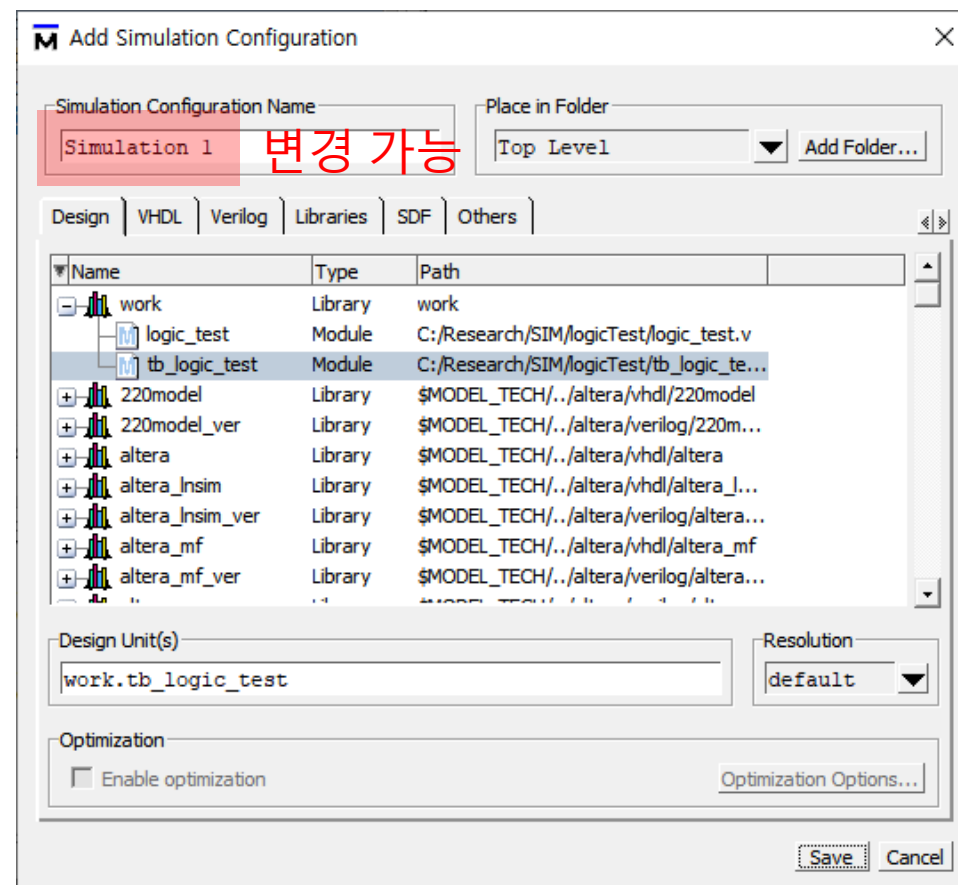 Add Simulation Configuration
Simulation Configuration Name
Place in Folder
Simulation 1
변경 가능
Top Level
Add Folder...
Design VHDL Verilog Libraries SDF Others
Name Type Path
work Library work
logic_test Module C:/Research/SIM/logicTest/logic_test.v
tb_logic_test Module C:/Research/SIM/logicTest/tb_logic_te...
220model Library $MODEL_TECH/../altera/vhdl/220model
220model_ver Library $MODEL_TECH/../altera/verilog/220m...
altera Library $MODEL_TECH/../altera/vhdl/altera
altera_lnsim Library $MODEL_TECH/../altera/vhdl/altera_l...
altera_lnsim_ver Library $MODEL_TECH/../altera/verilog/altera...
altera_mf Library $MODEL_TECH/../altera/vhdl/altera_mf
altera_mf_ver Library $MODEL_TECH/../altera/verilog/altera...
Design Unit(s)
Resolution
work.tb_logic_test
default
Optimization
Enable optimization
Optimization Options...
Save Cancel